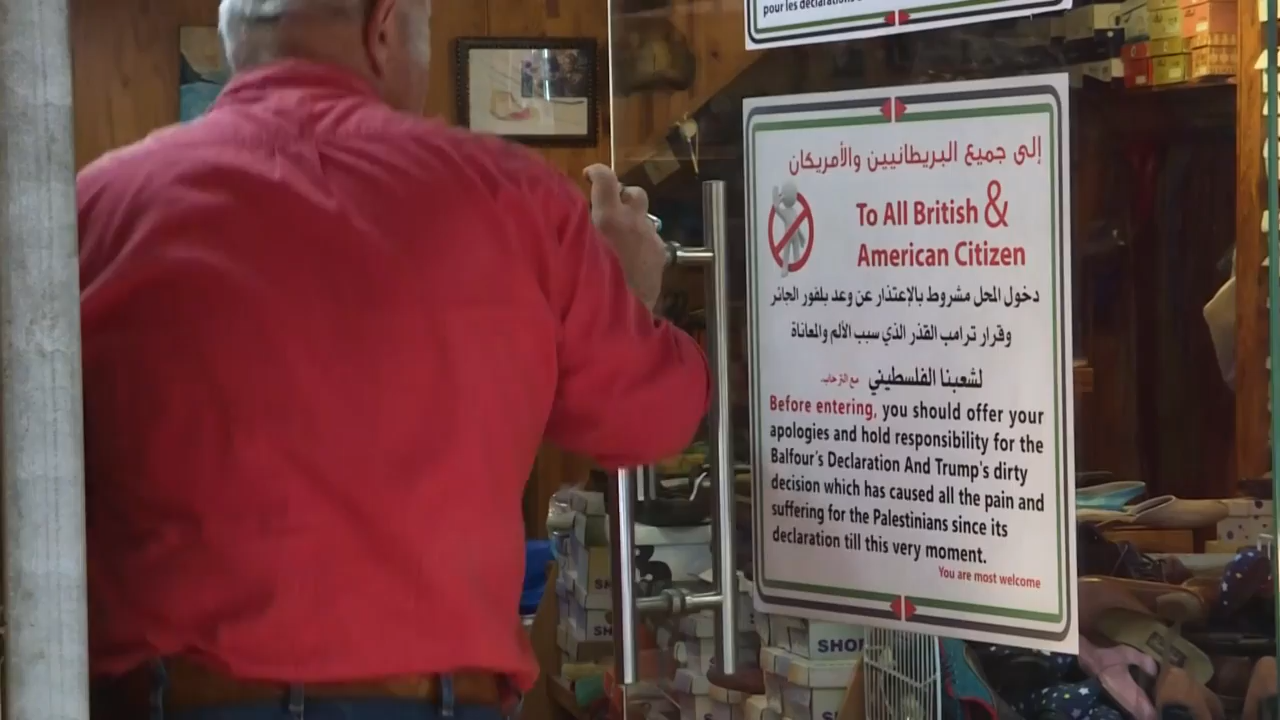 pour les déclarations
إلى جميع البريطانيين والأمريكان
To All British &
American Citizen
دخول المحل مشروط بالإعتذار عن وعد بلفور الجائر
وقرار ترامب القذر الذي سبب الألم والمعاناة
لشعبنا الفلسطيني مع الترحاب.
Before entering, you should offer your
apologies and hold responsibility for the
Balfour's Declaration And Trump's dirty
decision which has caused all the pain and
suffering for the Palestinians since its
declaration till this very moment.
You are most welcome